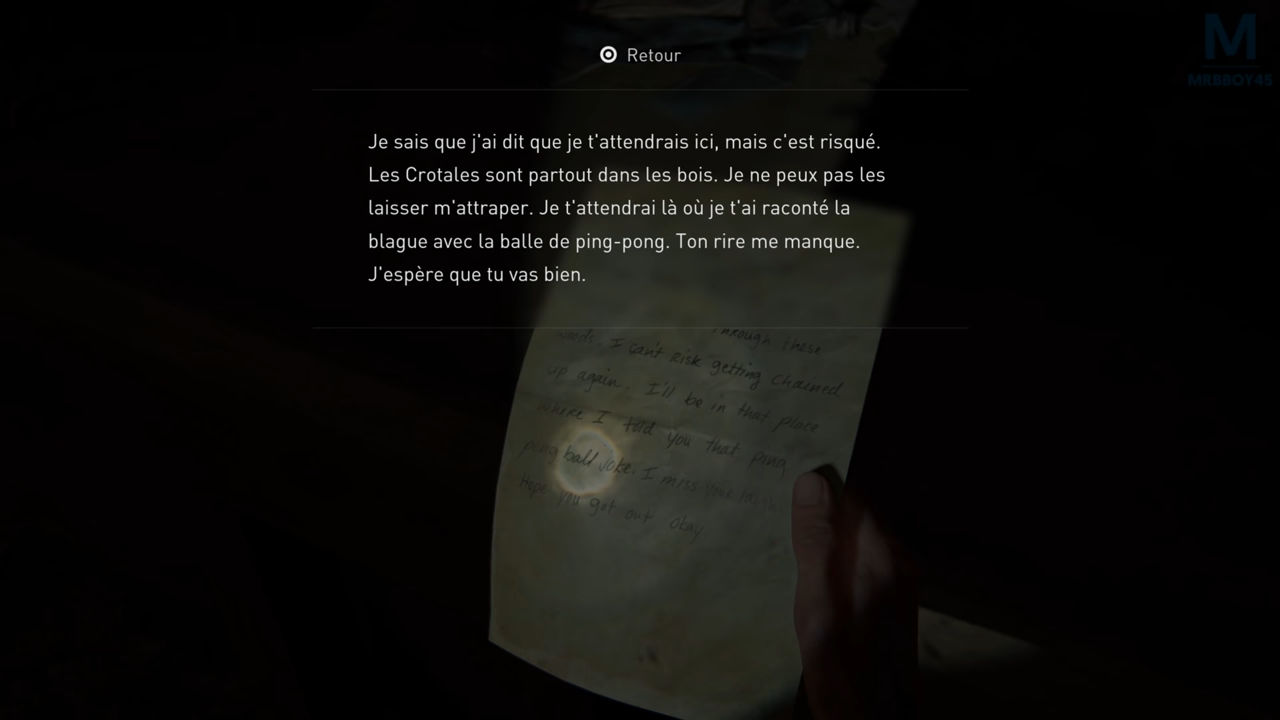 M
MRBBOY45
Retour
Je sais que j'ai dit que je t'attendrais ici, mais c'est risqué.
Les Crotales sont partout dans les bois. Je ne peux pas les
laisser m'attraper. Je t'attendrai là où je t'ai raconté la
blague avec la balle de ping-pong. Ton rire me manque.
J'espère que tu vas bien.
through these
woods. I can't risk getting chained
up again. I'll be in that place
where I told you that ping
pong ball joke. I miss your laugh
Hope you got out okay